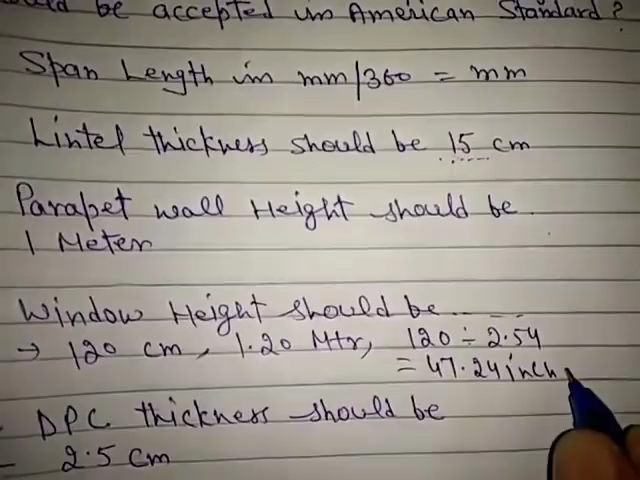 be accepted in American Standard?
Span Length in mm/360 = mm
Lintel thickness should be 15 cm
Parapet wall Height should be
1 Meter
Window Height should be
→ 120 cm, 1.20 Mtr, 120 ÷ 2.54
= 47.24 inch
DPC thickness should be
- 2.5 cm